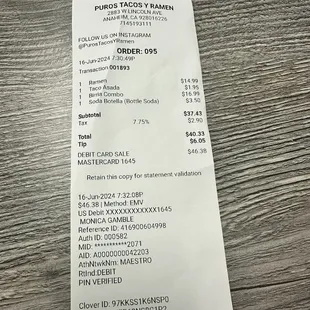 PUROS TACOS Y RAMEN
2883 W LINCOLN AVE
ANAHEIM, CA 928016226
7145193111
FOLLOW US ON INSTAGRAM
@PurosTacosYRamen
ORDER: 095
16-Jun-2024 7:30:49P
Transaction 001893
1 Ramen $14.99
1 Taco Asada $1.95
1 Birria Combo $16.99
1 Soda Botella (Bottle Soda) $3.50
Subtotal $37.43
Tax 7.75% $2.90
Total $40.33
Tip $6.05
DEBIT CARD SALE $46.38
MASTERCARD 1645
Retain this copy for statement validation
16-Jun-2024 7:32:08P
$46.38 | Method: EMV
US Debit XXXXXXXXXXXX1645
MONICA GAMBLE
Reference ID: 416900604998
Auth ID: 000582
MID: ***********2071
AID: A0000000042203
AthNtwkNm: MAESTRO
RtInd:DEBIT
PIN VERIFIED
Clover ID: 97KKSS1K6NSP0